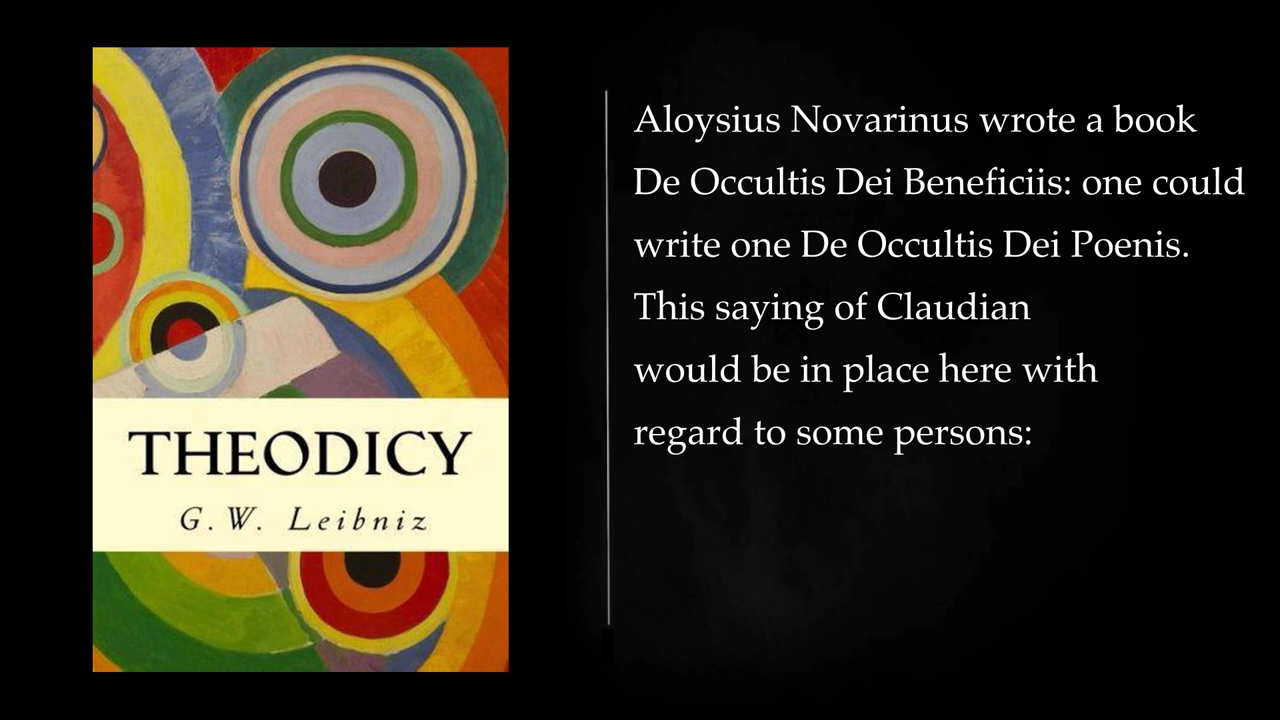 THEODICY
G. W. Leibniz
Aloysius Novarinus wrote a book
De Occultis Dei Beneficiis: one could
write one De Occultis Dei Poenis.
This saying of Claudian
would be in place here with
regard to some persons: